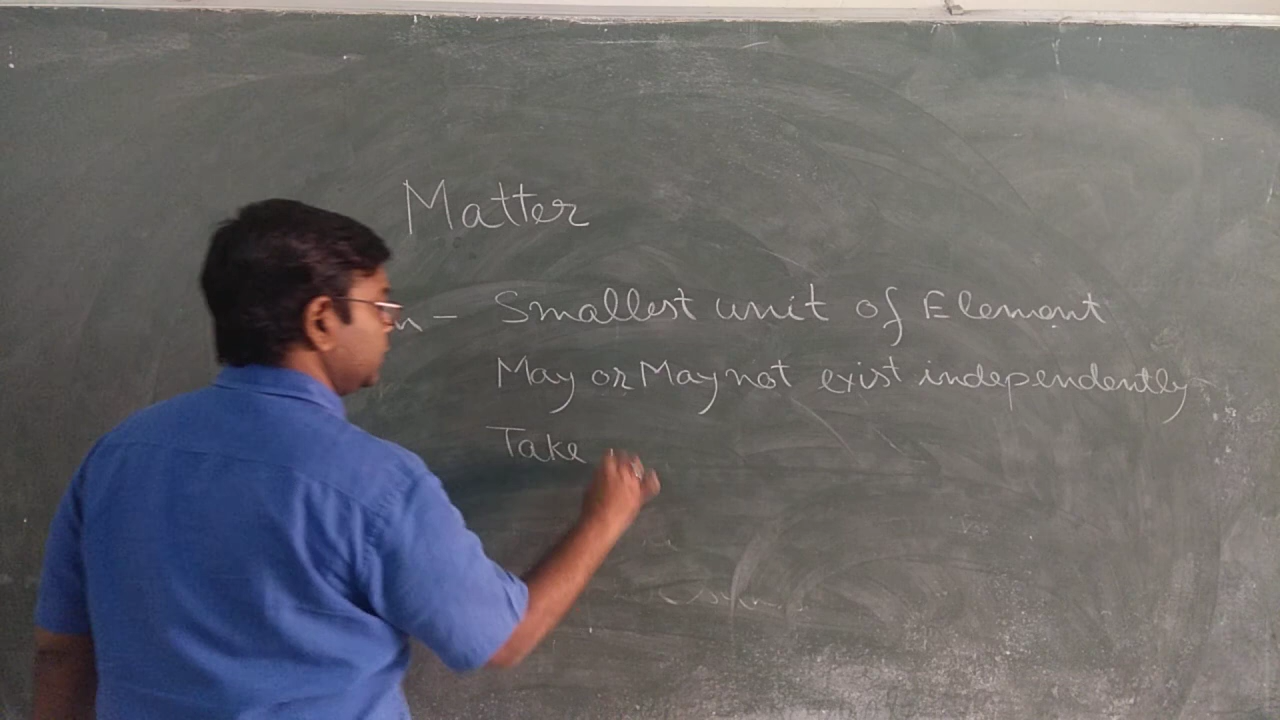 Matter
- Smallest unit of Element
May or May not exist independently
Take